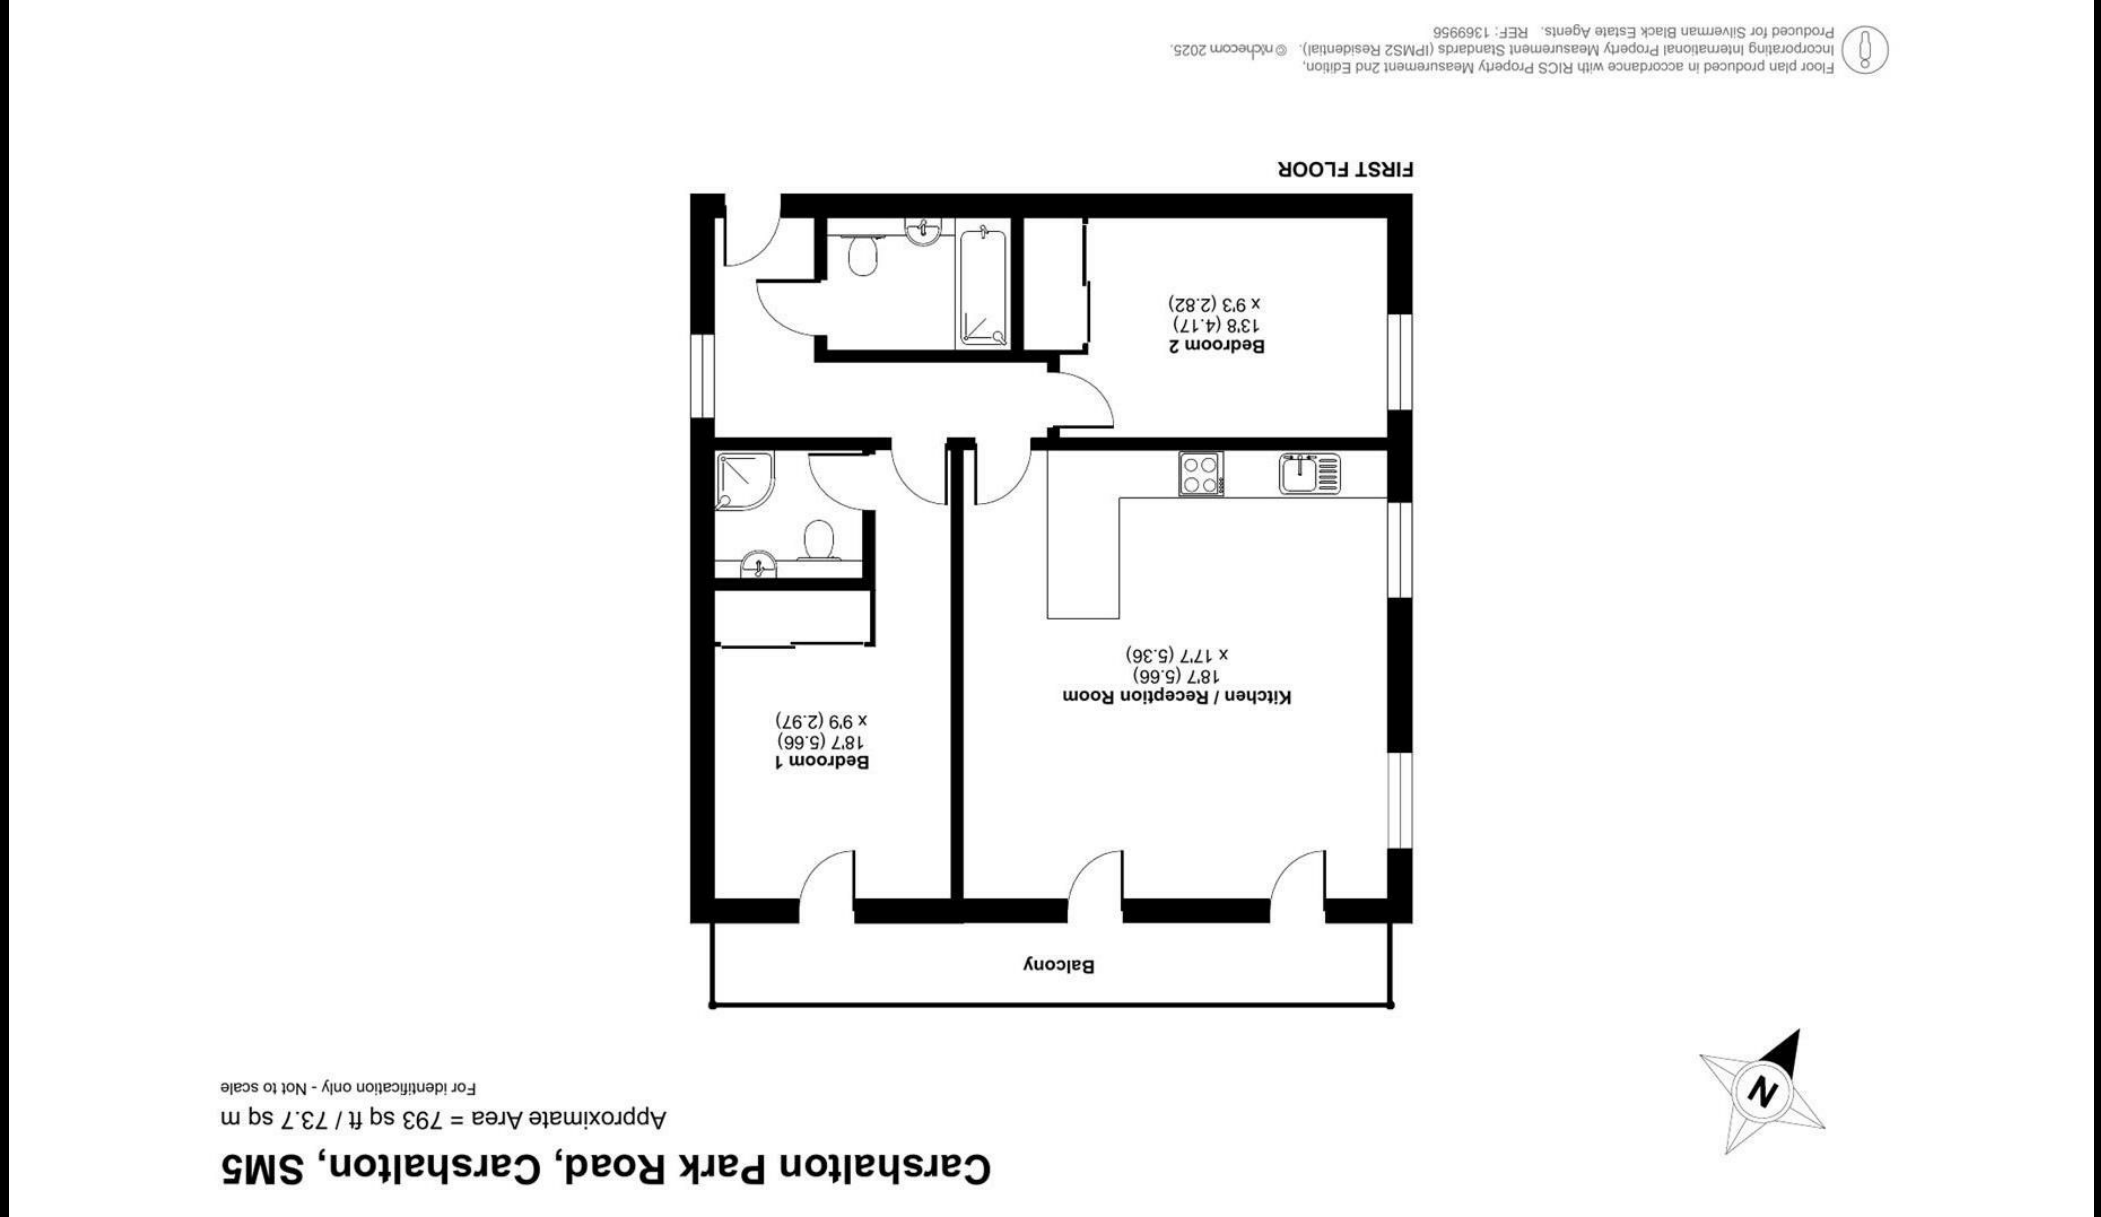 Carshalton Park Road, Carshalton, SM5
Approximate Area = 793 sq ft / 73.7 sq m
For identification only - Not to scale
N
Balcony
Bedroom 1
18'7 (5.66)
x 9'9 (2.97)
Kitchen / Reception Room
18'7 (5.66)
x 17'7 (5.36)
Bedroom 2
13'8 (4.17)
x 9'3 (2.82)
FIRST FLOOR
Floor plan produced in accordance with RICS Property Measurement 2nd Edition,
Incorporating International Property Measurement Standards (IPMS2 Residential). © nichecom 2025.
Produced for Silverman Black Estate Agents. REF: 1369956